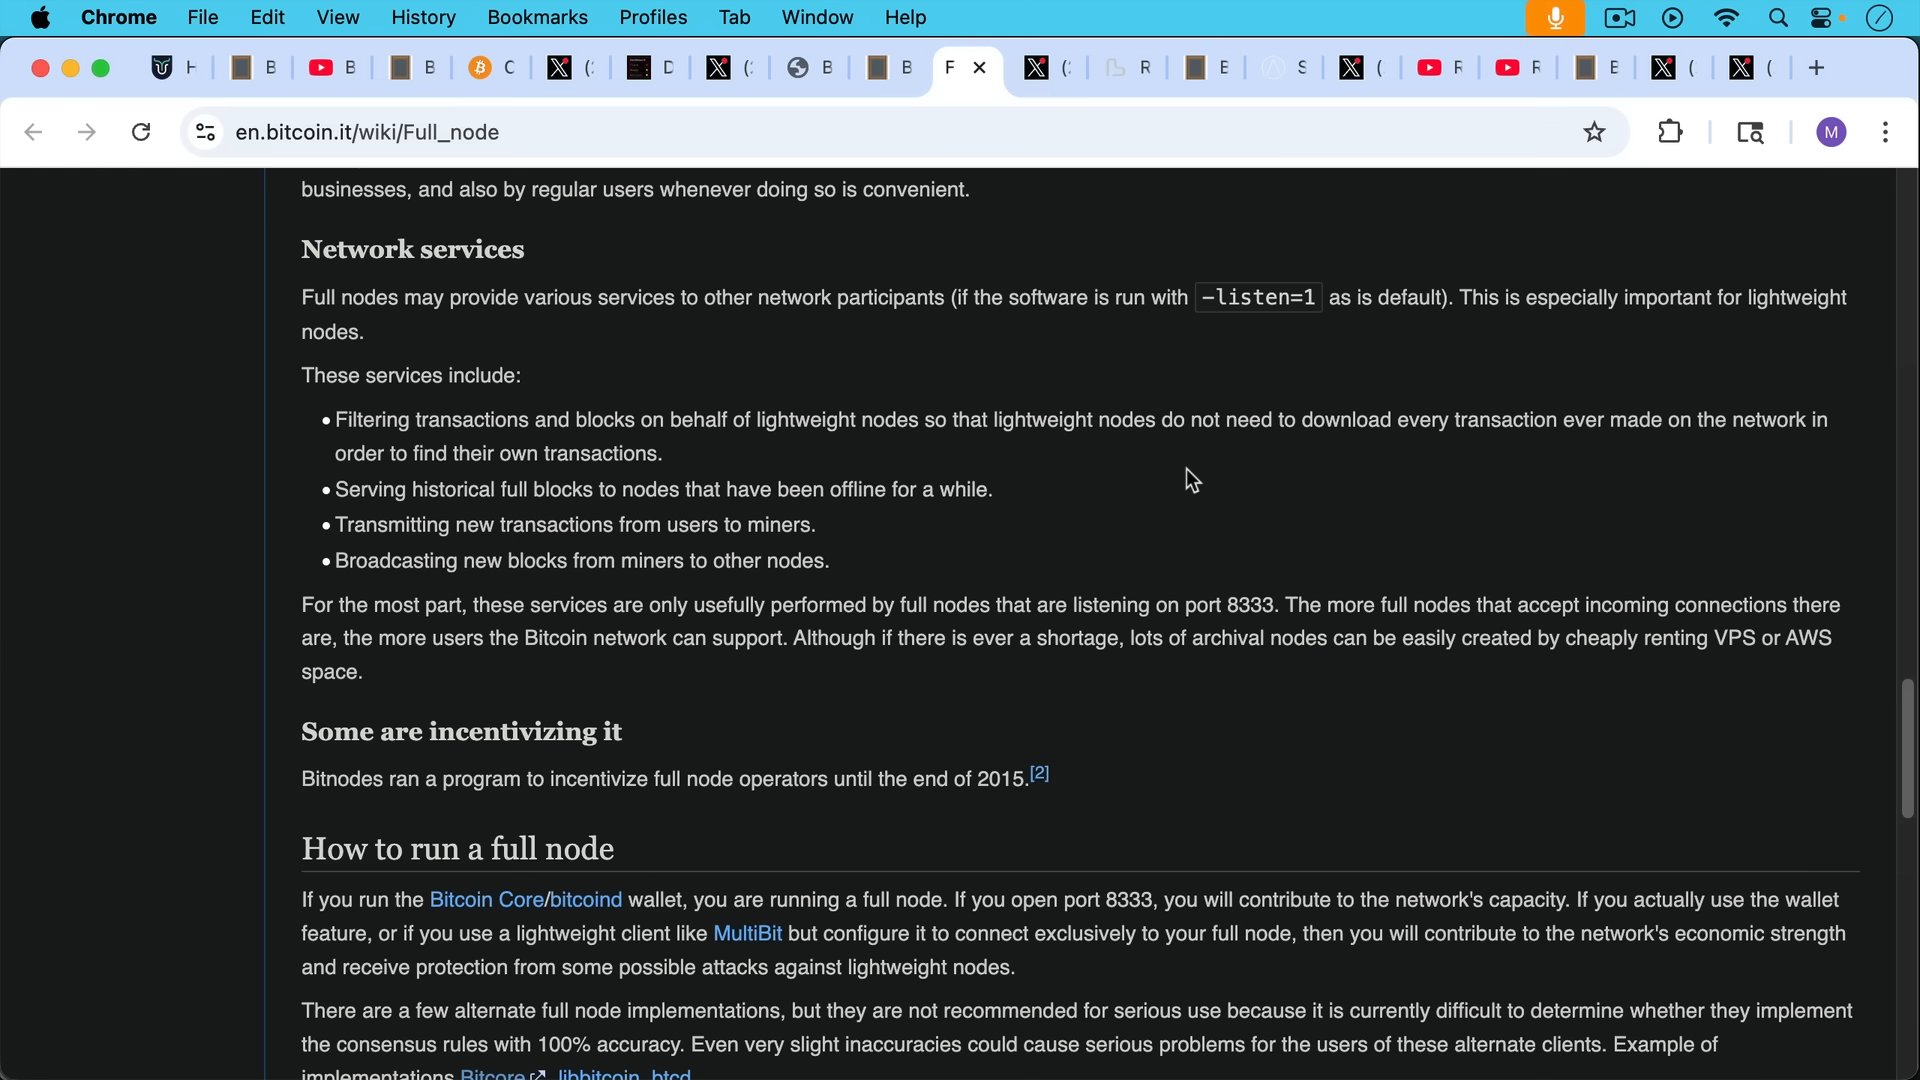 Chrome File Edit View History Bookmarks Profiles Tab Window Help
F
en.bitcoin.it/wiki/Full_node
M
businesses, and also by regular users whenever doing so is convenient.
Network services
Full nodes may provide various services to other network participants (if the software is run with -listen=1 as is default). This is especially important for lightweight
nodes.
These services include:
• Filtering transactions and blocks on behalf of lightweight nodes so that lightweight nodes do not need to download every transaction ever made on the network in
order to find their own transactions.
• Serving historical full blocks to nodes that have been offline for a while.
• Transmitting new transactions from users to miners.
• Broadcasting new blocks from miners to other nodes.
For the most part, these services are only usefully performed by full nodes that are listening on port 8333. The more full nodes that accept incoming connections there
are, the more users the Bitcoin network can support. Although if there is ever a shortage, lots of archival nodes can be easily created by cheaply renting VPS or AWS
space.
Some are incentivizing it
Bitnodes ran a program to incentivize full node operators until the end of 2015.[2]
How to run a full node
If you run the Bitcoin Core/bitcoind wallet, you are running a full node. If you open port 8333, you will contribute to the network's capacity. If you actually use the wallet
feature, or if you use a lightweight client like MultiBit but configure it to connect exclusively to your full node, then you will contribute to the network's economic strength
and receive protection from some possible attacks against lightweight nodes.
There are a few alternate full node implementations, but they are not recommended for serious use because it is currently difficult to determine whether they implement
the consensus rules with 100% accuracy. Even very slight inaccuracies could cause serious problems for the users of these alternate clients. Example of
implementations Bitcore, libbitcoin, btcd